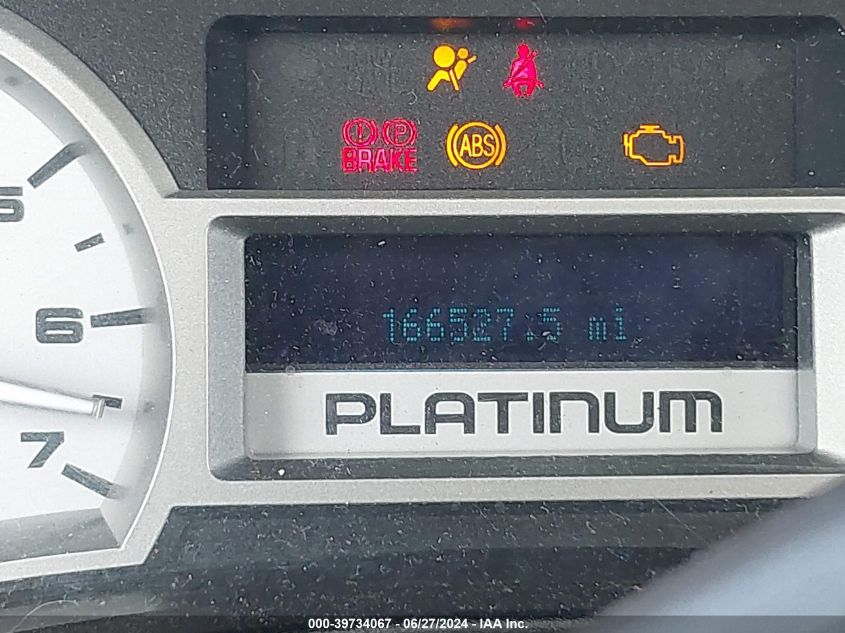 P
BRAKE
ABS
5
6
166527.5 mi
PLATINUM
7
000-39734067 - 06/27/2024 - IAA Inc.